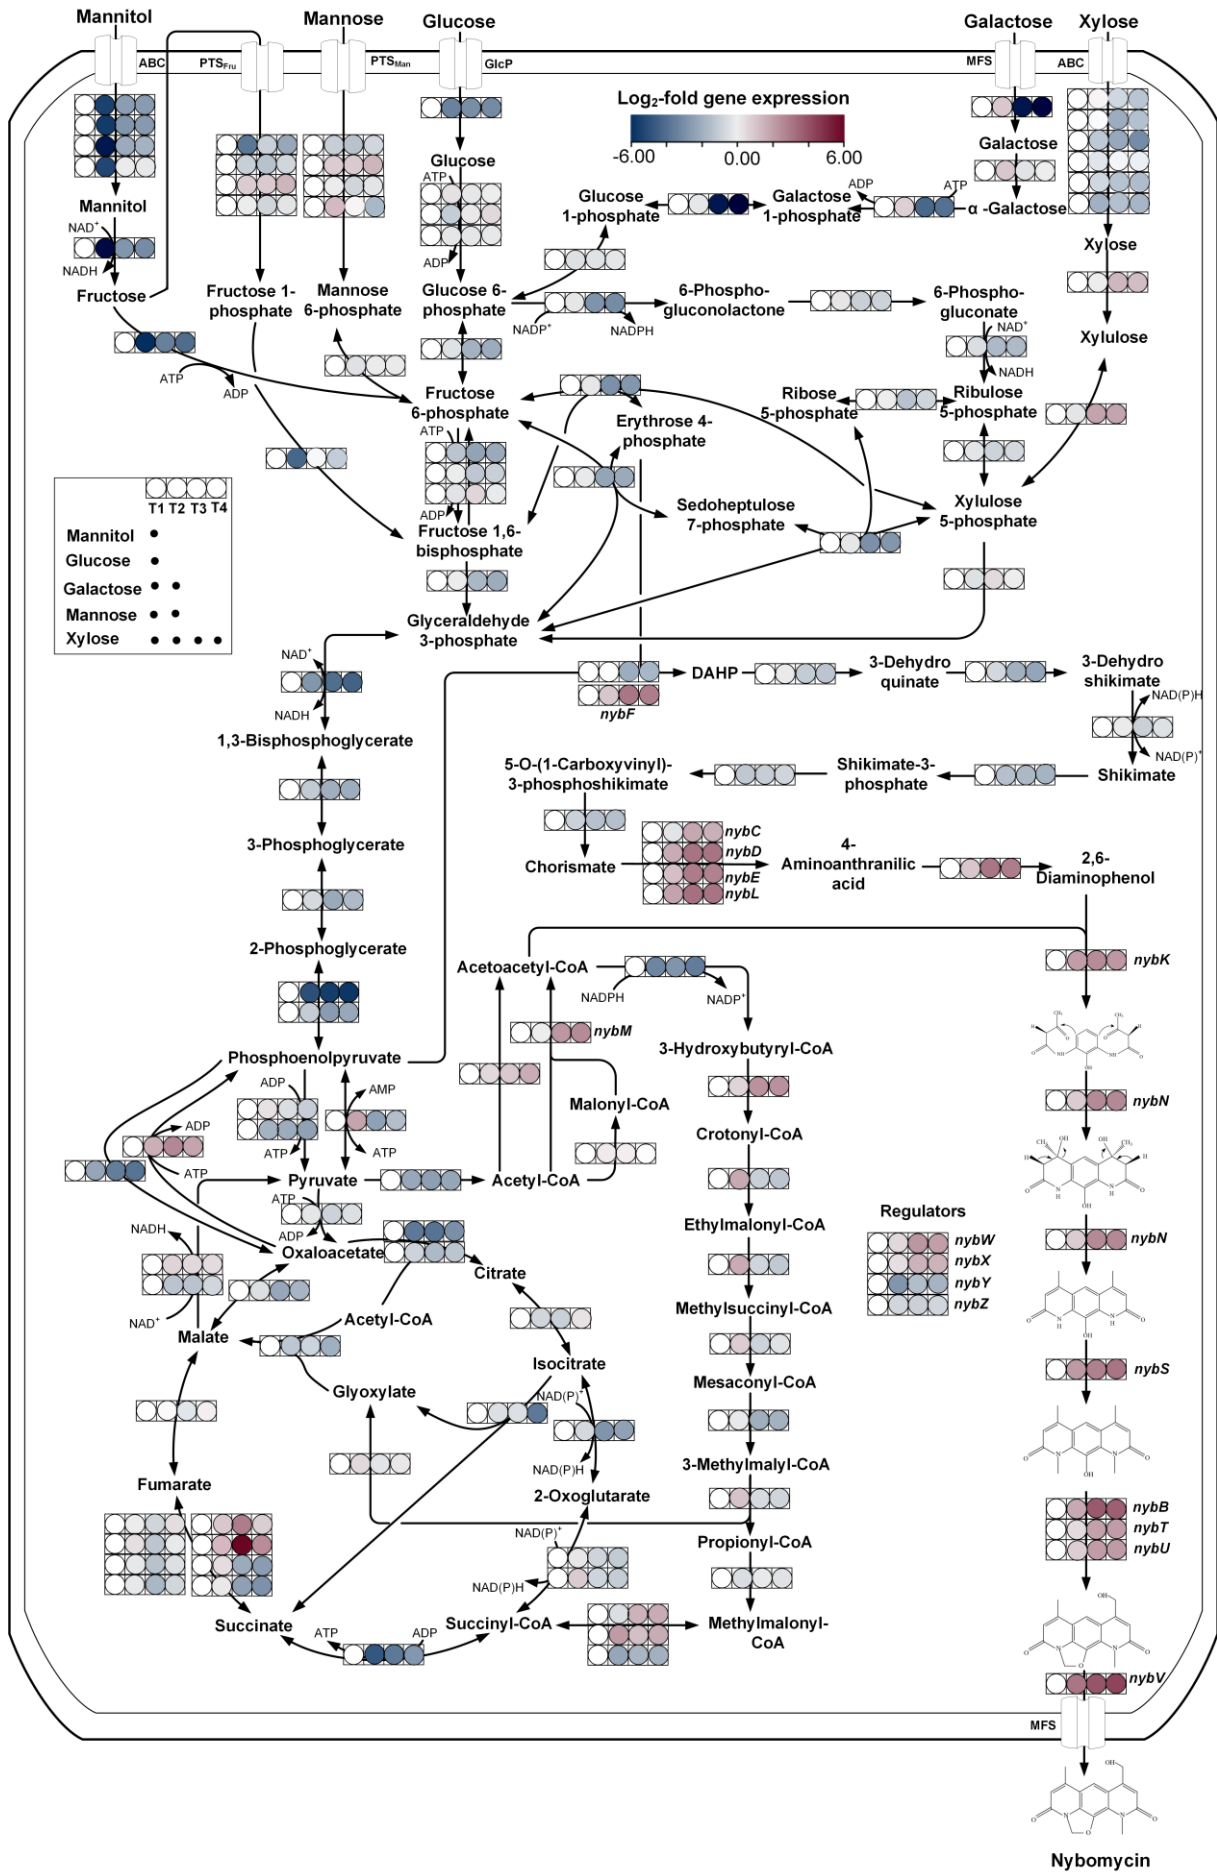 Mannitol
Mannose
Glucose
Galactose
Xylose
ABC
PTS_Fru
PTS_Man
GlcP
MFS
ABC
Log₂-fold gene expression
-6.00
0.00
6.00
Glucose
ATP
ADP
Galactose
ADP
ATP
Glucose
1-phosphate
Galactose
1-phosphate
α -Galactose
Mannitol
NAD⁺
NADH
Xylose
Fructose
Fructose 1-
phosphate
Mannose
6-phosphate
Glucose 6-
phosphate
NADP⁺
NADPH
6-Phospho-
gluconolactone
6-Phospho-
gluconate
NAD⁺
NADH
Xylulose
ATP
ADP
Fructose
6-phosphate
ATP
ADP
Erythrose 4-
phosphate
Ribose
5-phosphate
Ribulose
5-phosphate
T1 T2 T3 T4
Mannitol
Glucose
Galactose
Mannose
Xylose
Sedoheptulose
7-phosphate
Xylulose
5-phosphate
Fructose 1,6-
bisphosphate
Glyceraldehyde
3-phosphate
NAD⁺
NADH
nybF
DAHP
3-Dehydro
quinate
3-Dehydro
shikimate
NAD(P)H
NAD(P)⁺
1,3-Bisphosphoglycerate
5-O-(1-Carboxyvinyl)-
3-phosphoshikimate
Shikimate-3-
phosphate
Shikimate
3-Phosphoglycerate
Chorismate
nybC
nybD
nybE
nybL
4-
Aminoanthranilic
acid
2,6-
Diaminophenol
2-Phosphoglycerate
Acetoacetyl-CoA
NADPH
NADP⁺
nybK
nybM
Phosphoenolpyruvate
3-Hydroxybutyryl-CoA
ADP
ATP
AMP
ATP
Malonyl-CoA
nybN
ADP
ATP
Crotonyl-CoA
Pyruvate
Acetyl-CoA
ATP
ADP
NADH
Oxaloacetate
Ethylmalonyl-CoA
Regulators
nybW
nybX
nybY
nybZ
nybN
Citrate
NAD⁺
Malate
Acetyl-CoA
Methylsuccinyl-CoA
Isocitrate
Mesaconyl-CoA
nybS
Glyoxylate
NAD(P)⁺
NAD(P)H
3-Methylmalyl-CoA
Fumarate
2-Oxoglutarate
nybB
nybT
nybU
NAD(P)⁺
NAD(P)H
Propionyl-CoA
Succinate
ATP
ADP
Succinyl-CoA
Methylmalonyl-
CoA
nybV
MFS
Nybomycin